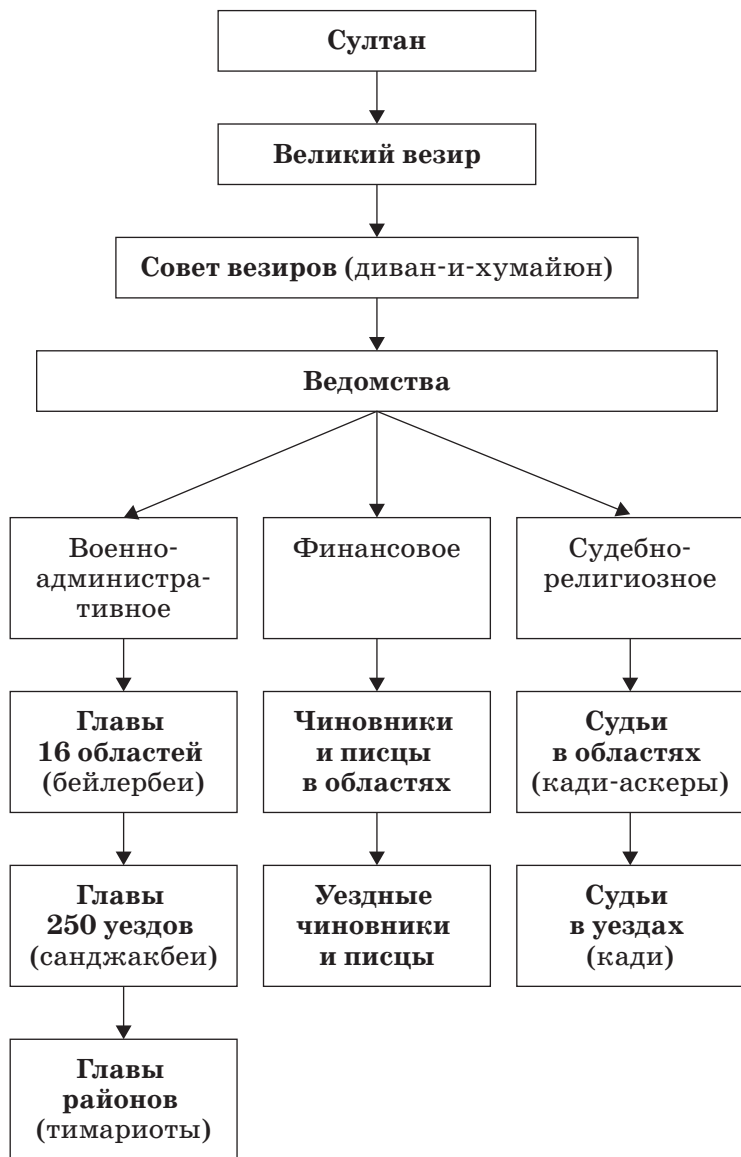 Султан
Великий везир
Совет везиров (диван-и-хумайюн)
Ведомства
Военно-
администра-
тивное
Финансовое
Судебно-
религиозное
Главы
16 областей
(бейлербеи)
Чиновники
и писцы
в областях
Судьи
в областях
(кади-аскеры)
Главы
250 уездов
(санджакбеи)
Уездные
чиновники
и писцы
Судьи
в уездах
(кади)
Главы
районов
(тимариоты)